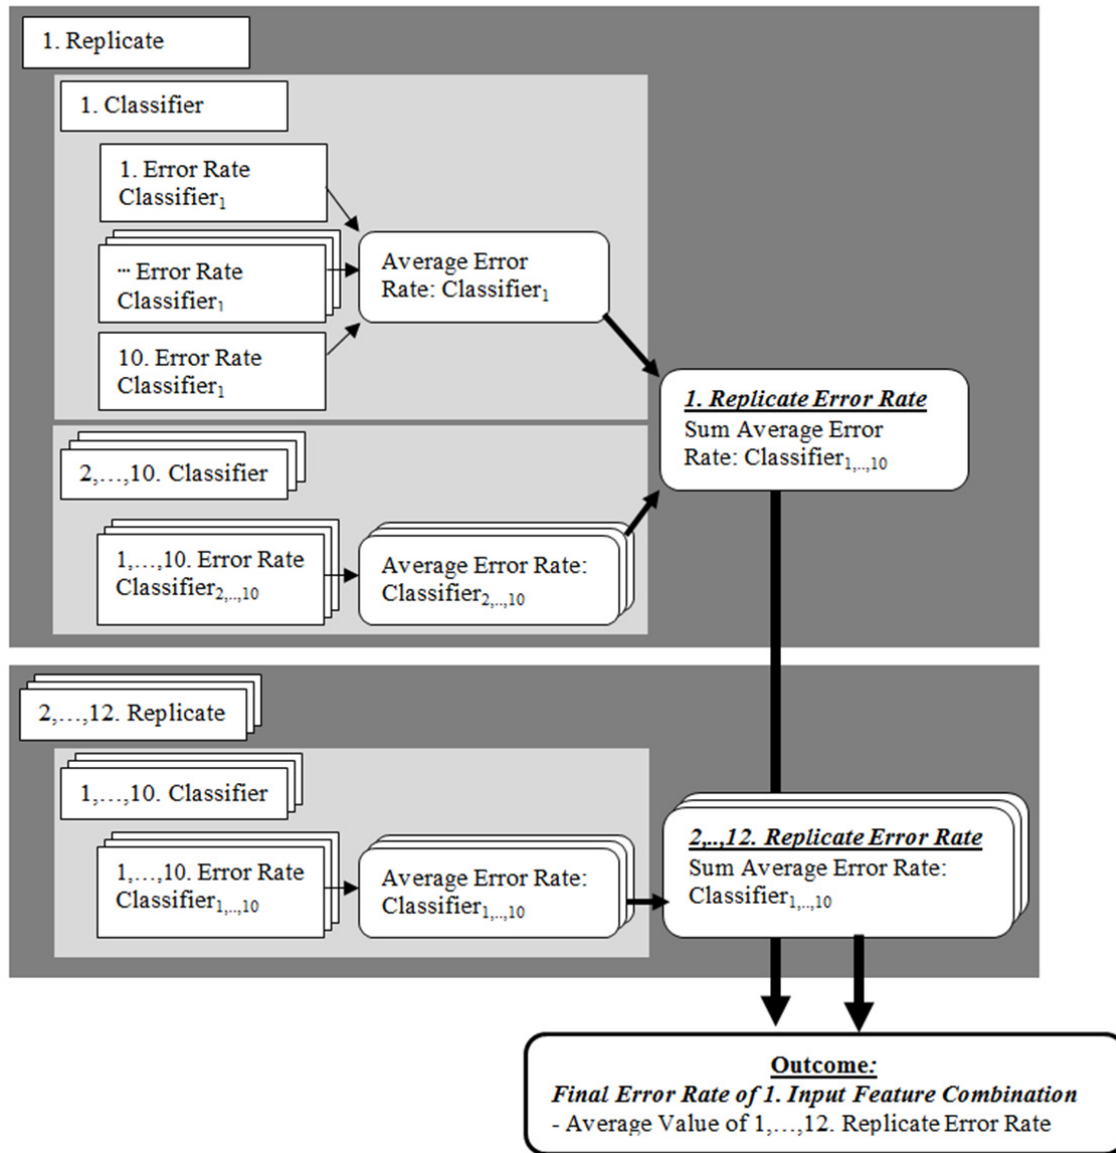 1. Replicate
1. Classifier
1. Error Rate
Classifier₁
... Error Rate
Classifier₁
10. Error Rate
Classifier₁
Average Error
Rate: Classifier₁
1. Replicate Error Rate
Sum Average Error
Rate: Classifier₁,..,₁₀
2,...,10. Classifier
1,...,10. Error Rate
Classifier₂,..,₁₀
Average Error Rate:
Classifier₂,..,₁₀
2,...,12. Replicate
1,...,10. Classifier
1,...,10. Error Rate
Classifier₁,..,₁₀
Average Error Rate:
Classifier₁,..,₁₀
2,..,12. Replicate Error Rate
Sum Average Error Rate:
Classifier₁,..,₁₀
Outcome:
Final Error Rate of 1. Input Feature Combination
- Average Value of 1,...,12. Replicate Error Rate